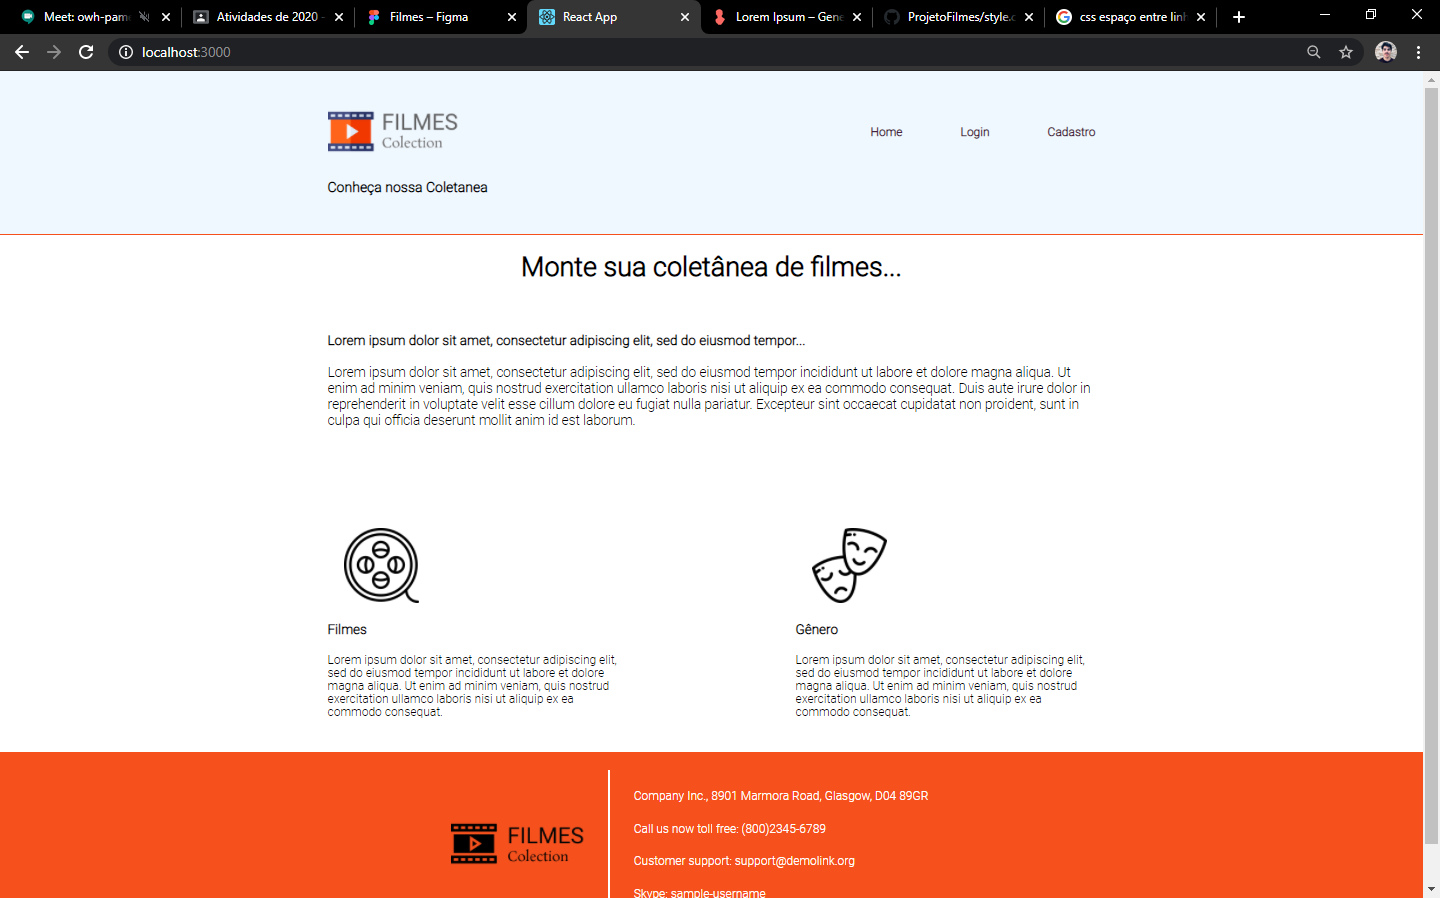 Meet: owh-pam
Atividades de 2020 -
Filmes – Figma
React App
Lorem Ipsum – Gene
ProjetoFilmes/style.c
css espaço entre linh
localhost:3000
FILMES
Colection
Home
Login
Cadastro
Conheça nossa Coletanea
Monte sua coletânea de filmes...
Lorem ipsum dolor sit amet, consectetur adipiscing elit, sed do eiusmod tempor...
Lorem ipsum dolor sit amet, consectetur adipiscing elit, sed do eiusmod tempor incididunt ut labore et dolore magna aliqua. Ut
enim ad minim veniam, quis nostrud exercitation ullamco laboris nisi ut aliquip ex ea commodo consequat. Duis aute irure dolor in
reprehenderit in voluptate velit esse cillum dolore eu fugiat nulla pariatur. Excepteur sint occaecat cupidatat non proident, sunt in
culpa qui officia deserunt mollit anim id est laborum.
Filmes
Lorem ipsum dolor sit amet, consectetur adipiscing elit,
sed do eiusmod tempor incididunt ut labore et dolore
magna aliqua. Ut enim ad minim veniam, quis nostrud
exercitation ullamco laboris nisi ut aliquip ex ea
commodo consequat.
Gênero
Lorem ipsum dolor sit amet, consectetur adipiscing elit,
sed do eiusmod tempor incididunt ut labore et dolore
magna aliqua. Ut enim ad minim veniam, quis nostrud
exercitation ullamco laboris nisi ut aliquip ex ea
commodo consequat.
FILMES
Colection
Company Inc., 8901 Marmora Road, Glasgow, D04 89GR
Call us now toll free: (800)2345-6789
Customer support: support@demolink.org
Skype: sample-username